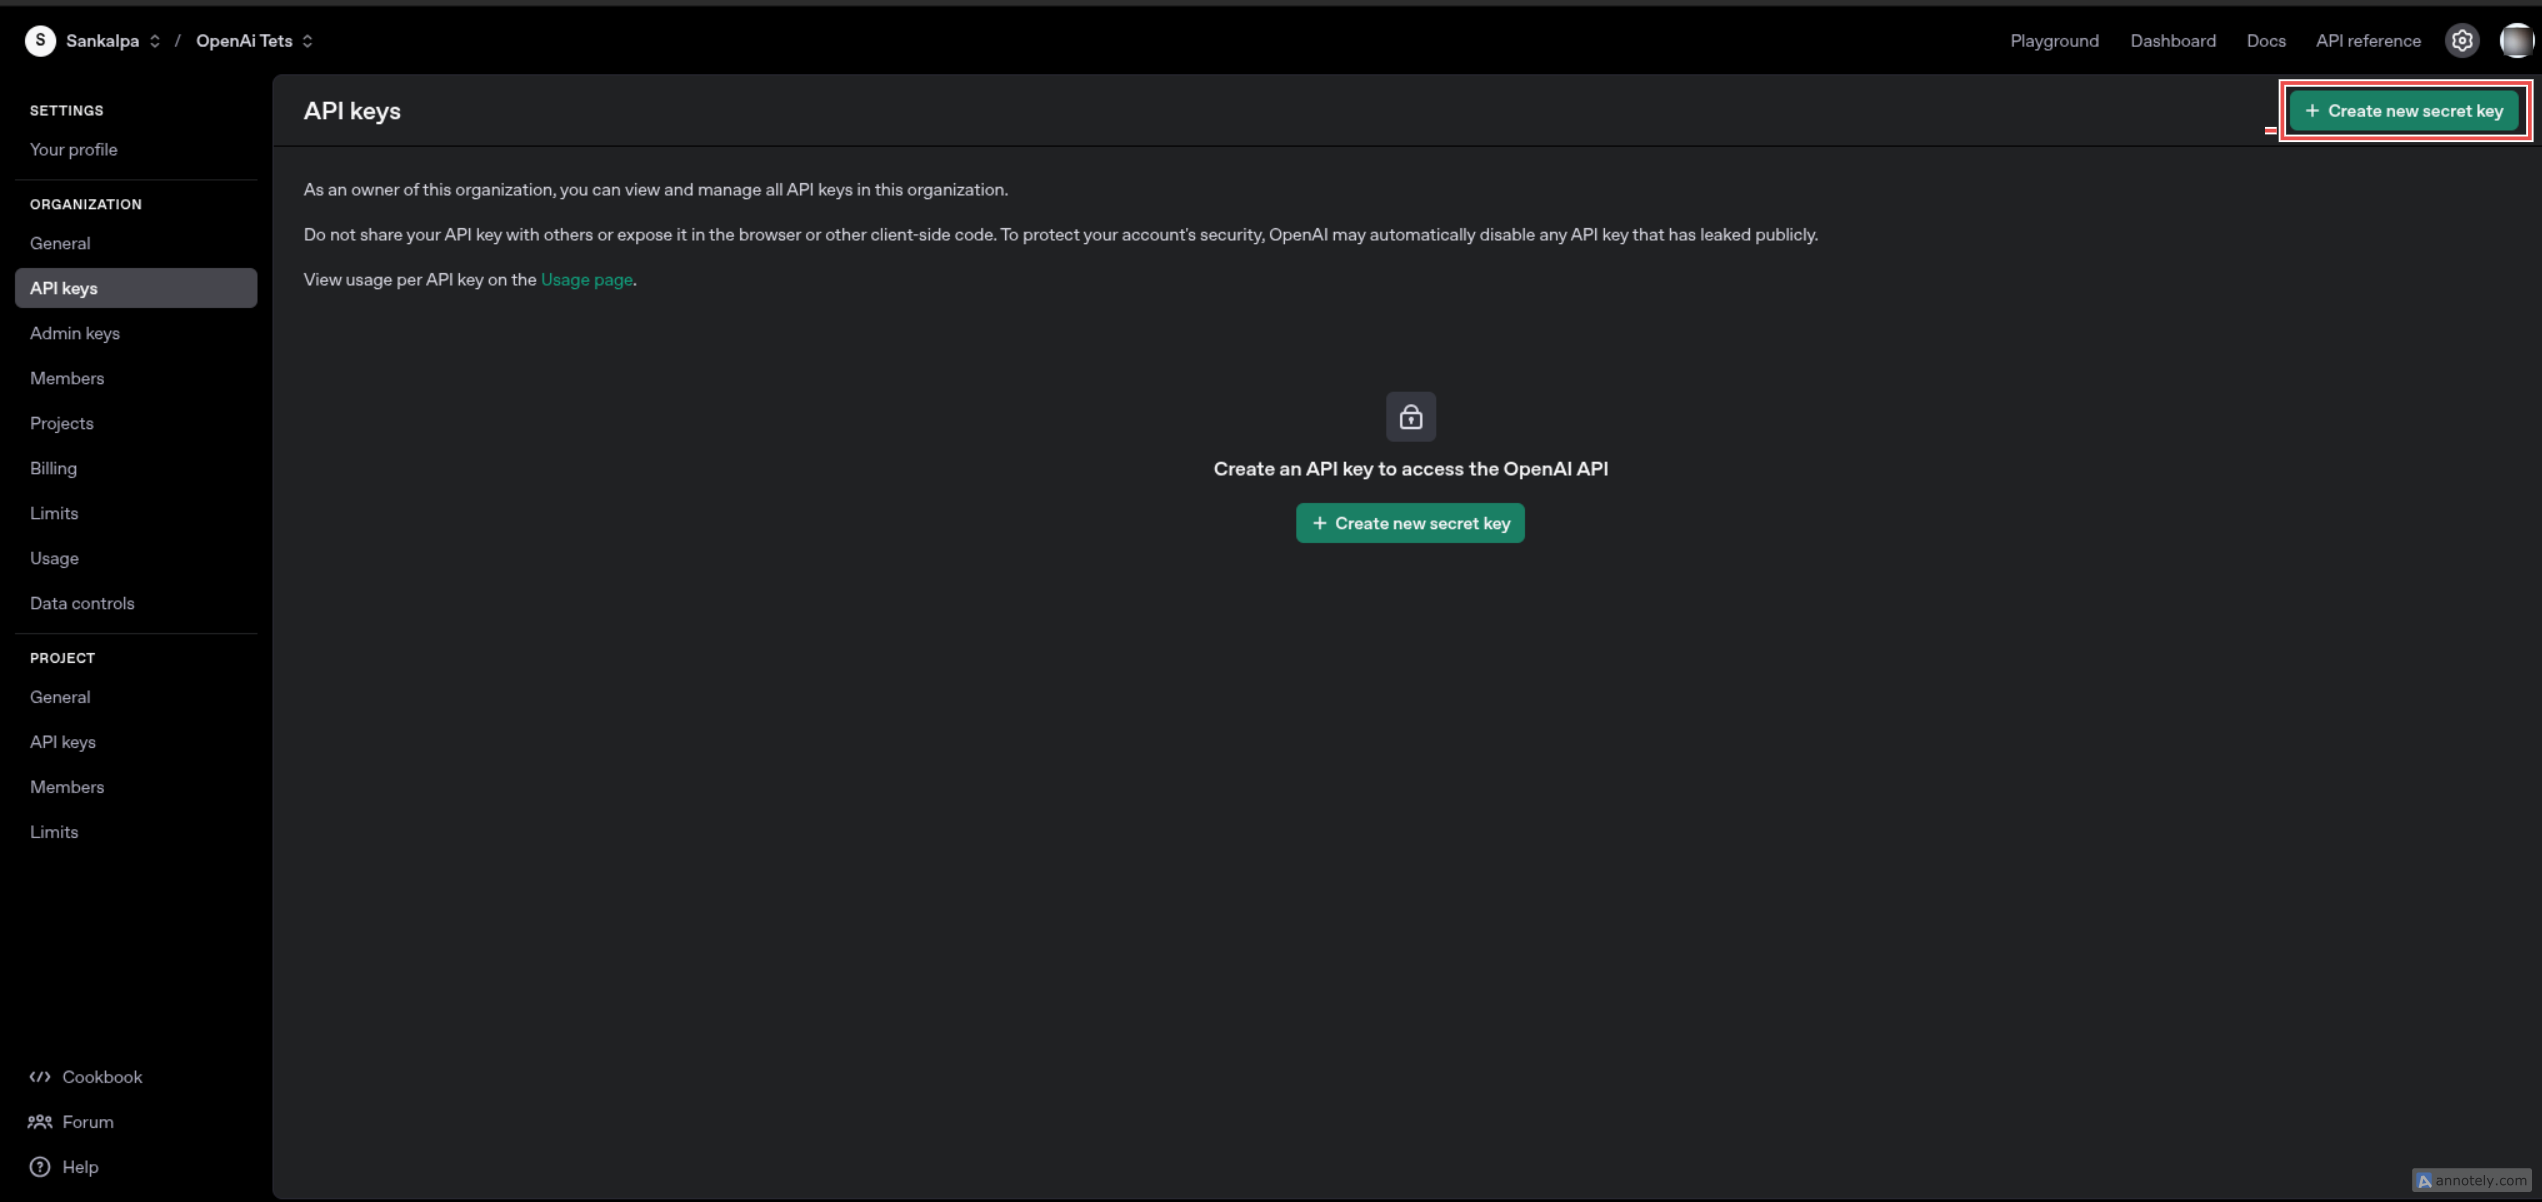 S Sankalpa / OpenAi Tets
Playground Dashboard Docs API reference
SETTINGS
Your profile
ORGANIZATION
General
API keys
Admin keys
Members
Projects
Billing
Limits
Usage
Data controls
PROJECT
General
API keys
Members
Limits
Cookbook
Forum
Help
API keys
+ Create new secret key
As an owner of this organization, you can view and manage all API keys in this organization.
Do not share your API key with others or expose it in the browser or other client-side code. To protect your account's security, OpenAI may automatically disable any API key that has leaked publicly.
View usage per API key on the Usage page.
Create an API key to access the OpenAI API
+ Create new secret key
A annotely.com